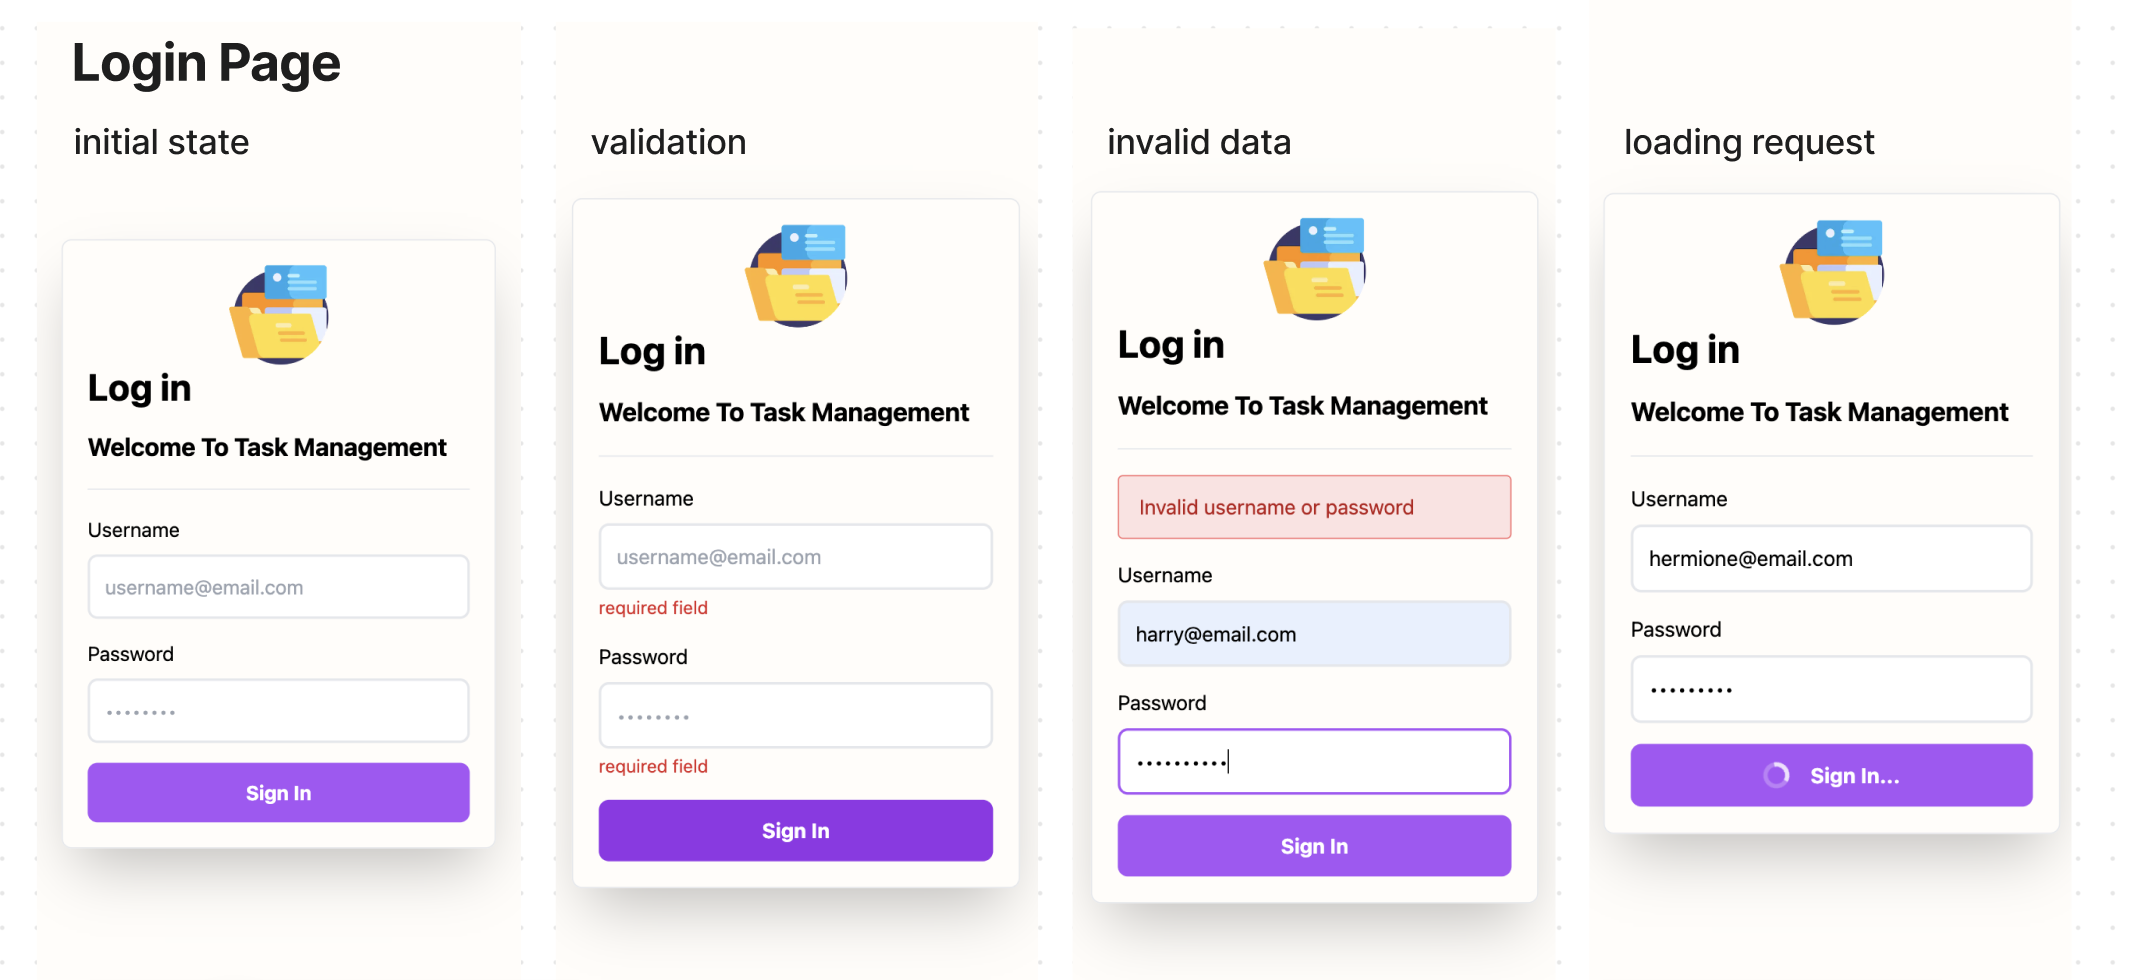 Login Page
initial state
Log in
Welcome To Task Management
Username
username@email.com
Password
••••••••
Sign In
validation
Log in
Welcome To Task Management
Username
username@email.com
required field
Password
••••••••
required field
Sign In
invalid data
Log in
Welcome To Task Management
Invalid username or password
Username
harry@email.com
Password
••••••••••
Sign In
loading request
Log in
Welcome To Task Management
Username
hermione@email.com
Password
•••••••••
Sign In...